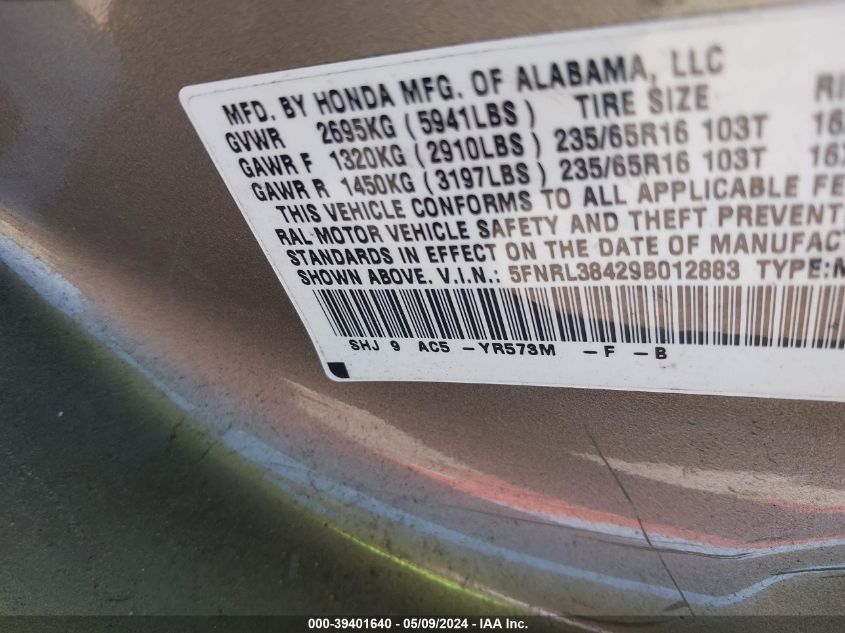 MFD. BY HONDA MFG. OF ALABAMA, LLC
GVWR 2695KG (5941LBS) TIRE SIZE RI
GAWR F 1320KG (2910LBS) 235/65R16 103T 16
GAWR R 1450KG (3197LBS) 235/65R16 103T 16X
THIS VEHICLE CONFORMS TO ALL APPLICABLE FE
RAL MOTOR VEHICLE SAFETY AND THEFT PREVENT
STANDARDS IN EFFECT ON THE DATE OF MANUFAC
SHOWN ABOVE. V.I.N.: 5FNRL38429B012883 TYPE:M
SHJ 9 AC5 -YR573M -F -B
000-39401640 - 05/09/2024 - IAA Inc.